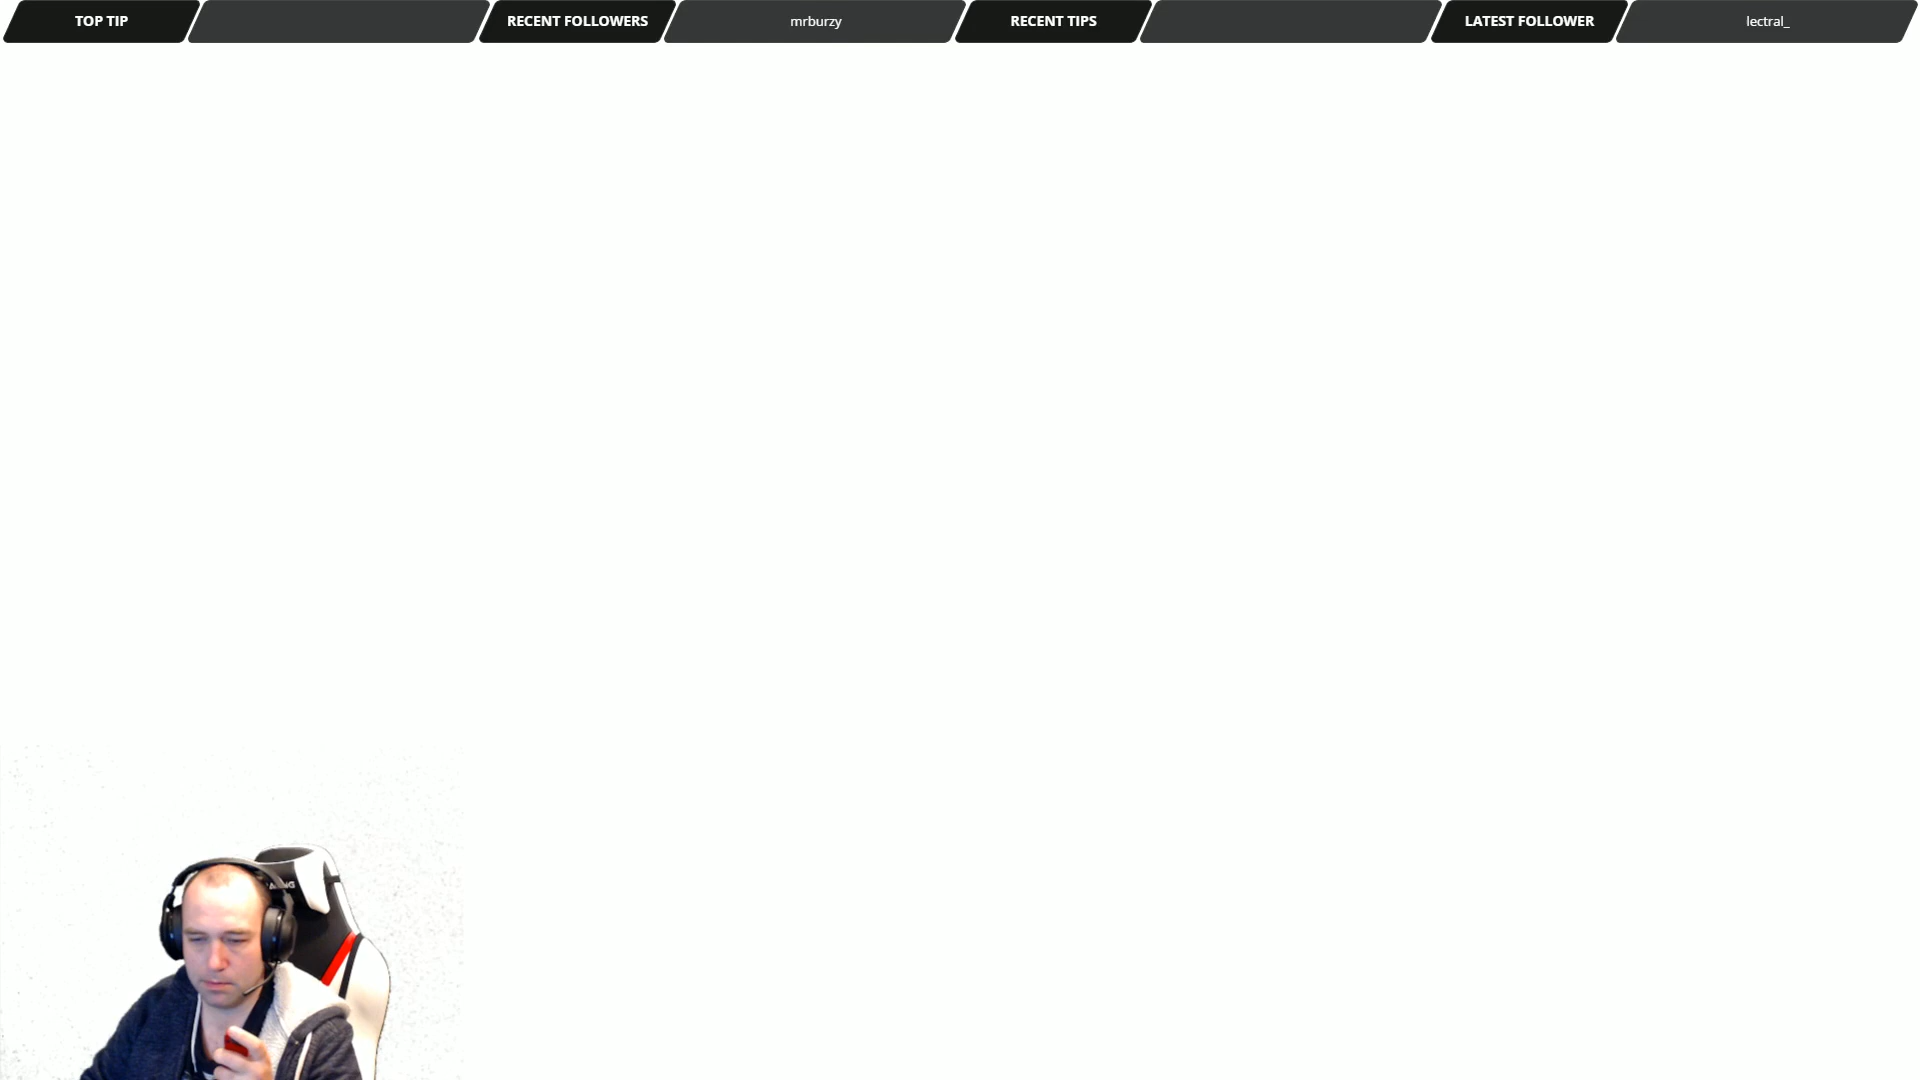 TOP TIP
RECENT FOLLOWERS
mrburzy
RECENT TIPS
LATEST FOLLOWER
lectral_